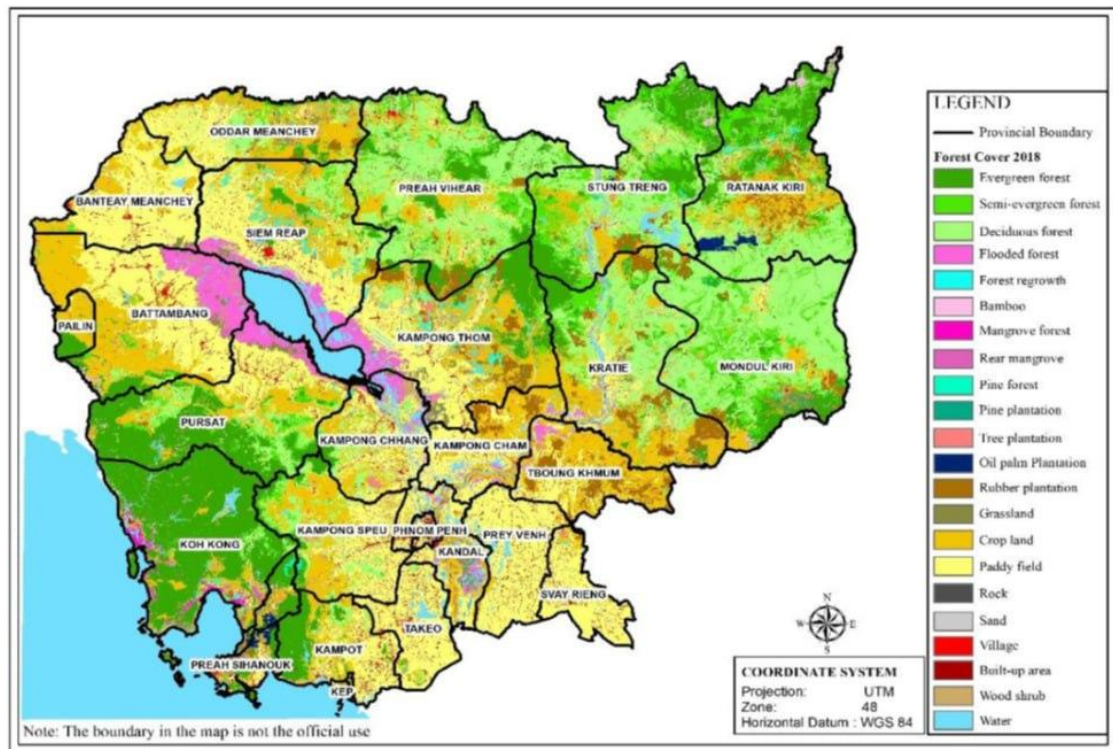 ODDAR MEANCHEY
PREAH VIHEAR
STUNG TRENG
RATANAK KIRI
BANTEAY MEANCHEY
SIEM REAP
BATTAMBANG
PAILIN
KAMPONG THOM
KRATIE
MONDUL KIRI
PURSAT
KAMPONG CHHANG
KAMPONG CHAM
TBOUNG KHMUM
KOH KONG
KAMPONG SPEU
PHNOM PENH
KANDAL
PREY VENH
SVAY RIENG
TAKEO
KAMPOT
PREAH SIHANOUK
KEP
LEGEND
Provincial Boundary
Forest Cover 2018
Evergreen forest
Semi-evergreen forest
Deciduous forest
Flooded forest
Forest regrowth
Bamboo
Mangrove forest
Rear mangrove
Pine forest
Pine plantation
Tree plantation
Oil palm Plantation
Rubber plantation
Grassland
Crop land
Paddy field
Rock
Sand
Village
Built-up area
Wood shrub
Water
N
W E
S
COORDINATE SYSTEM
Projection: UTM
Zone: 48
Horizontal Datum : WGS 84
Note: The boundary in the map is not the official use